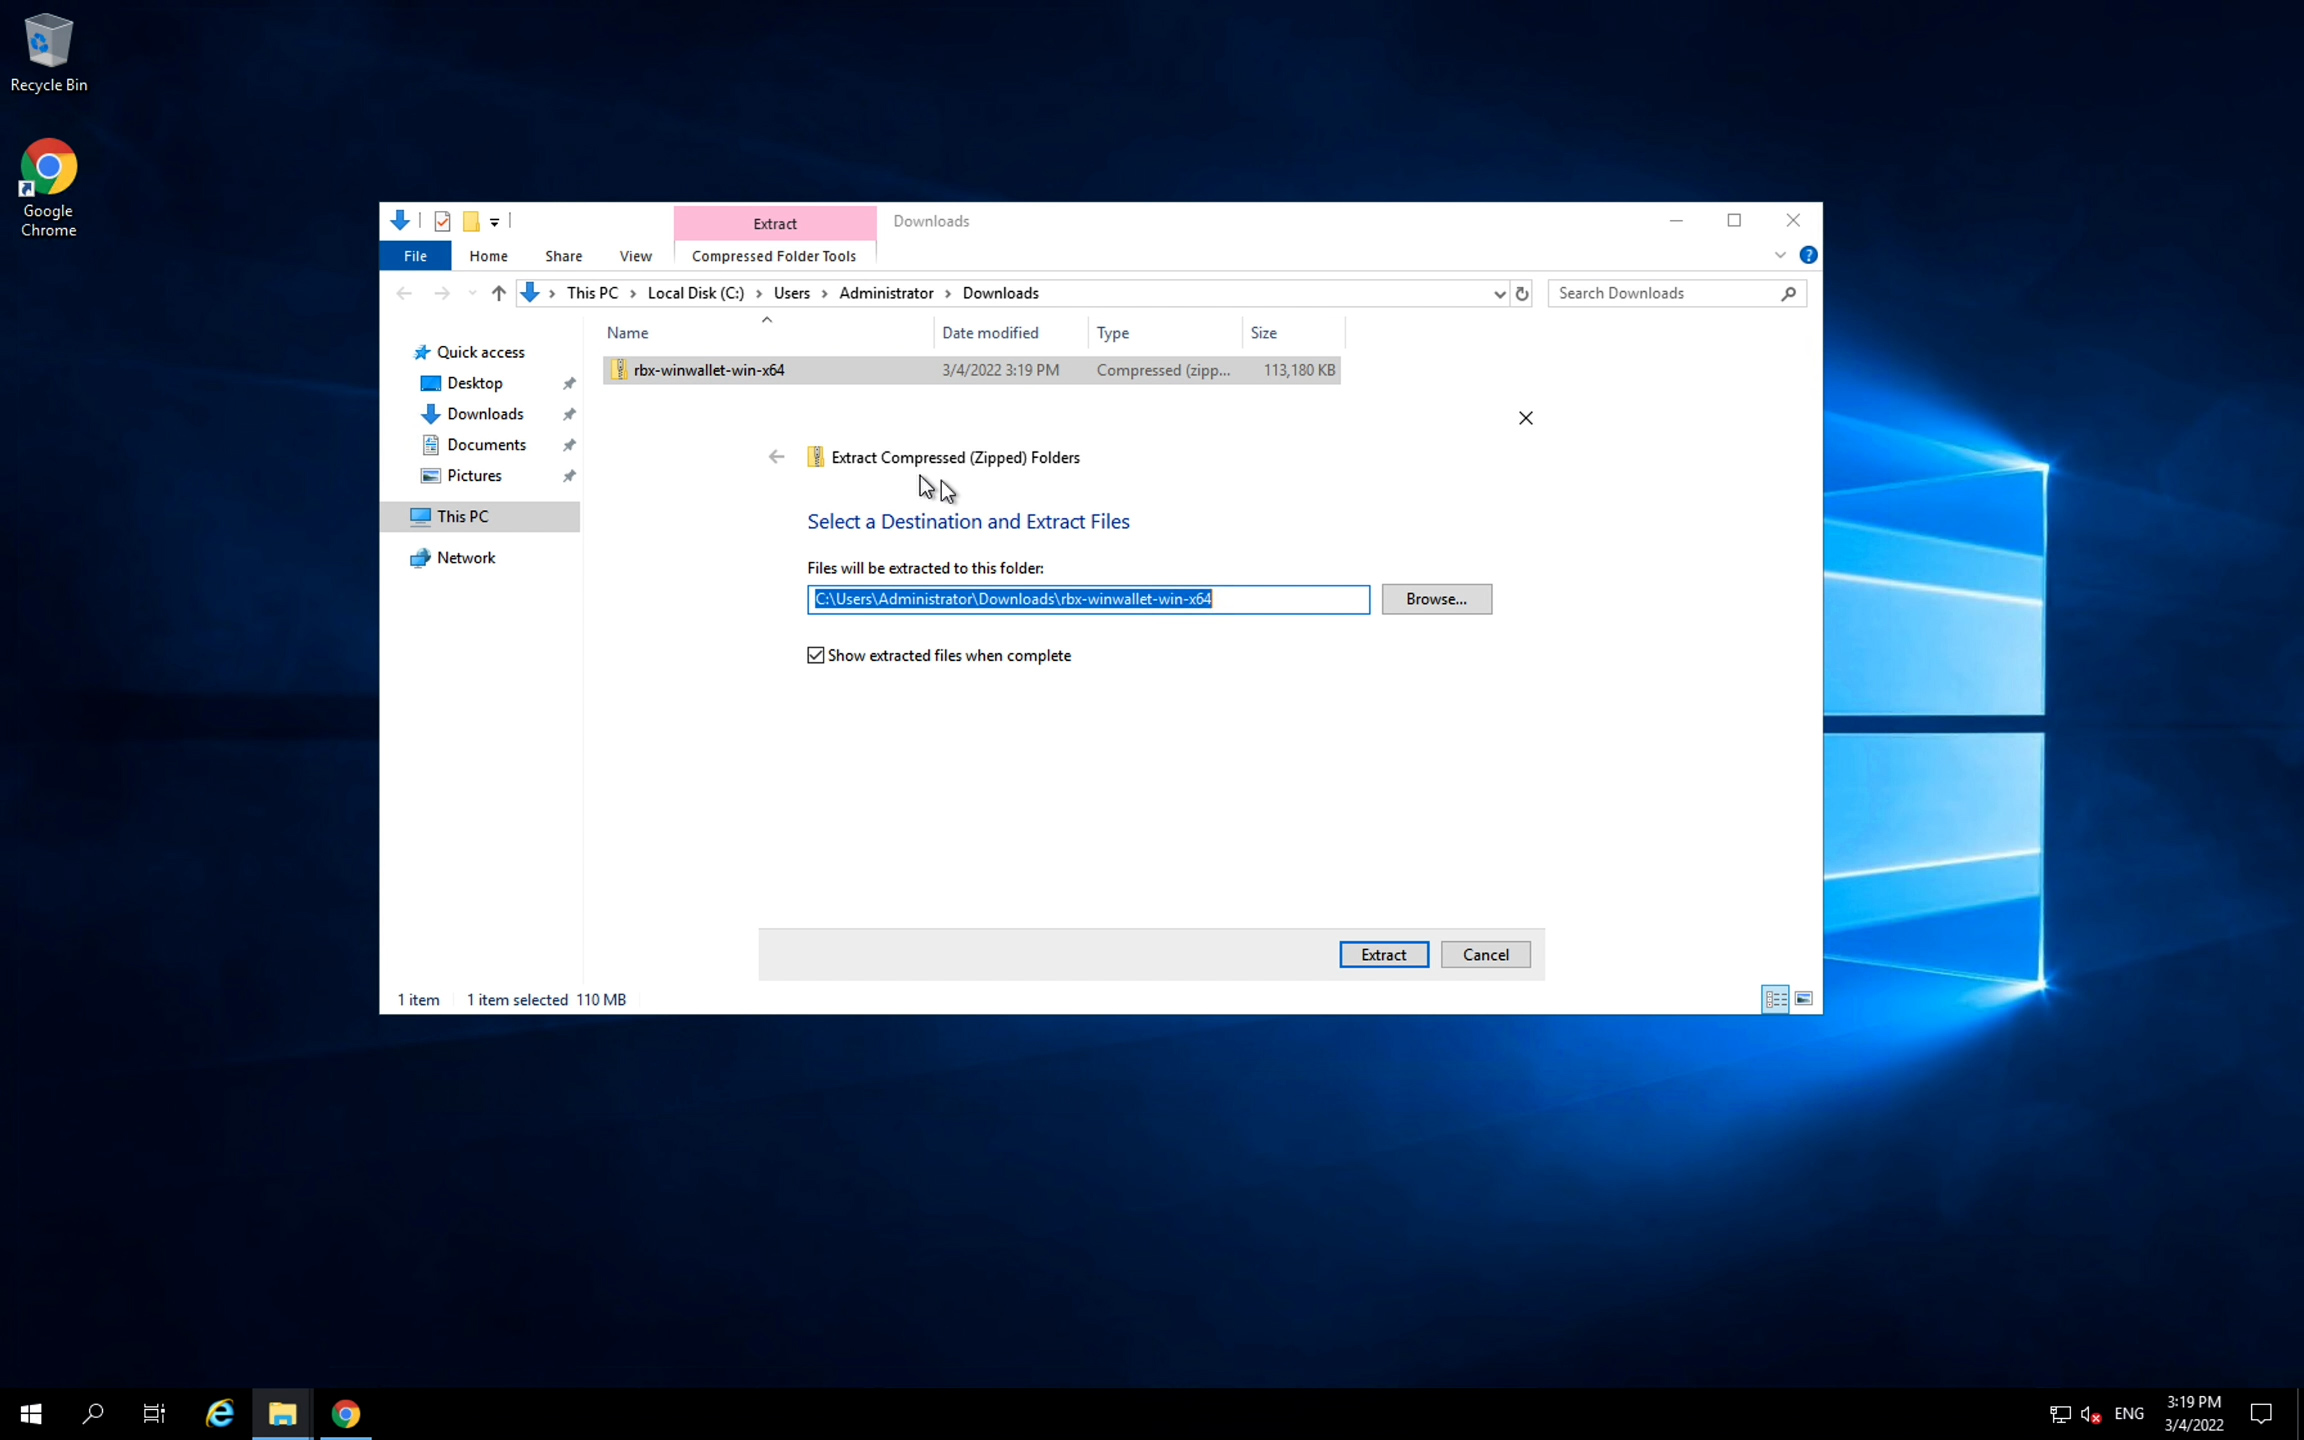 Recycle Bin
Google
Chrome
Extract
Downloads
File
Home
Share
View
Compressed Folder Tools
This PC
Local Disk (C:)
Users
Administrator
Downloads
Search Downloads
Name
Date modified
Type
Size
rbx-winwallet-win-x64
3/4/2022 3:19 PM
Compressed (zipp...
113,180 KB
Quick access
Desktop
Downloads
Documents
Pictures
This PC
Network
Extract Compressed (Zipped) Folders
Select a Destination and Extract Files
Files will be extracted to this folder:
C:\Users\Administrator\Downloads\rbx-winwallet-win-x64
Browse...
Show extracted files when complete
Extract
Cancel
1 item
1 item selected 110 MB
ENG
3:19 PM
3/4/2022